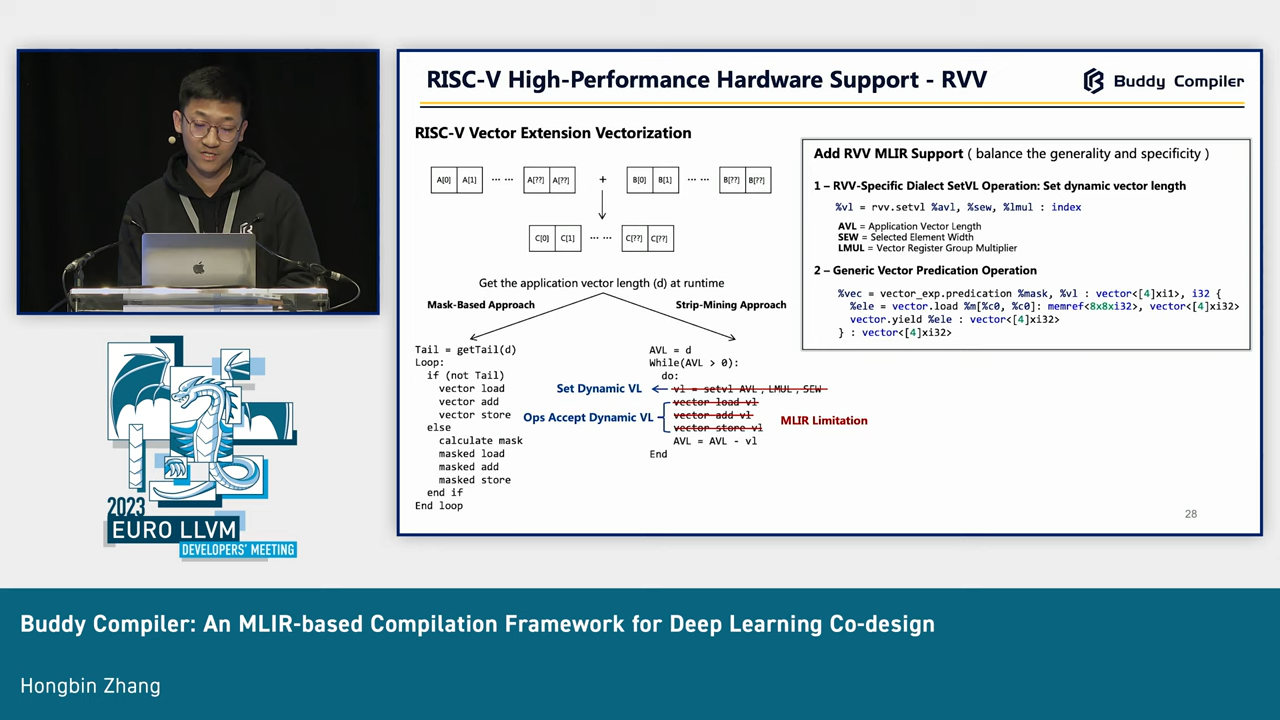 RISC-V High-Performance Hardware Support - RVV
Buddy Compiler
RISC-V Vector Extension Vectorization
A[0] A[1] ... ... A[??] A[??] + B[0] B[1] ... ... B[??] B[??]
C[0] C[1] ... ... C[??] C[??]
Get the application vector length (d) at runtime
Mask-Based Approach
Strip-Mining Approach
Tail = getTail(d)
Loop:
if (not Tail)
vector load
vector add
vector store
else
calculate mask
masked load
masked add
masked store
end if
End loop
AVL = d
While(AVL > 0):
do:
Set Dynamic VL
vl = setvl AVL, LMUL, SEW
vector load vl
Ops Accept Dynamic VL
vector add vl
MLIR Limitation
vector store vl
AVL = AVL - vl
End
Add RVV MLIR Support ( balance the generality and specificity )
1 – RVV-Specific Dialect SetVL Operation: Set dynamic vector length
%vl = rvv.setvl %avl, %sew, %lmul : index
AVL = Application Vector Length
SEW = Selected Element Width
LMUL = Vector Register Group Multiplier
2 – Generic Vector Predication Operation
%vec = vector_exp.predication %mask, %vl : vector<[4]xi1>, i32 {
%ele = vector.load %m[%c0, %c0]: memref<8x8xi32>, vector<[4]xi32>
vector.yield %ele : vector<[4]xi32>
} : vector<[4]xi32>
28
2023
EURO LLVM
DEVELOPERS' MEETING
Buddy Compiler: An MLIR-based Compilation Framework for Deep Learning Co-design
Hongbin Zhang